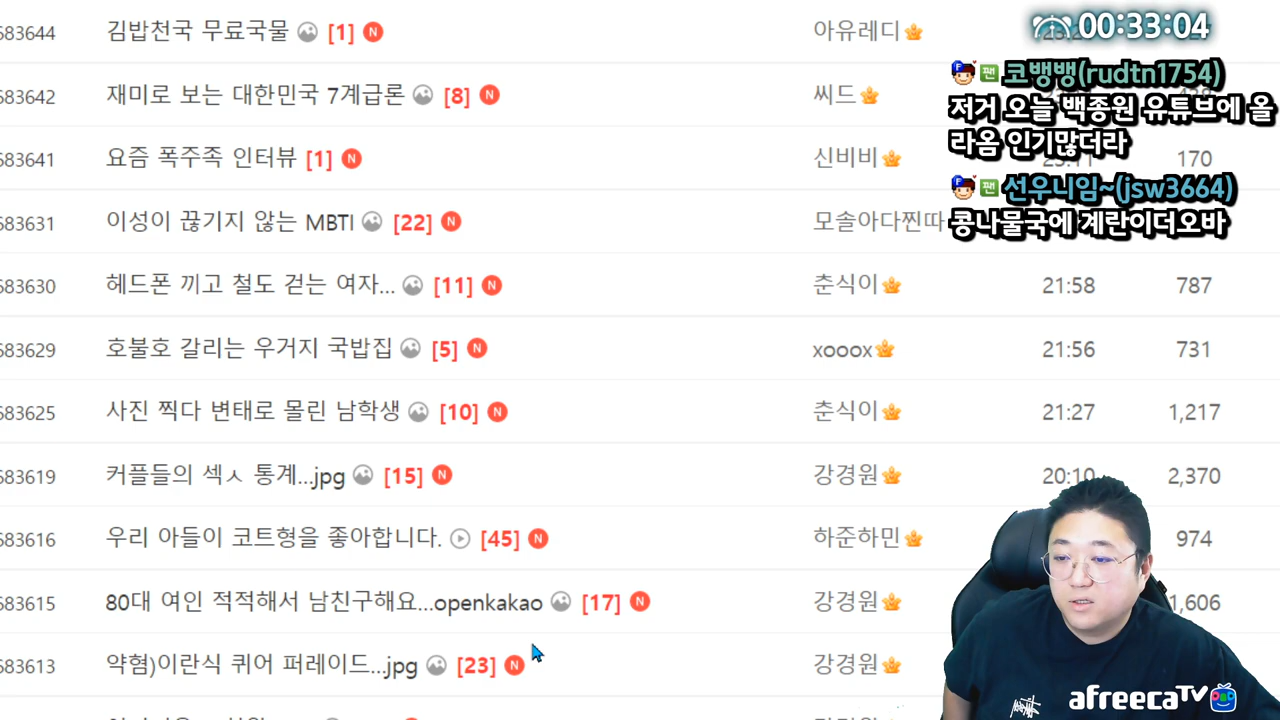 683644 김밥천국 무료국물 [1] N 아유레디
00:33:04
683642 재미로 보는 대한민국 7계급론 [8] N 씨드
코뱅뱅(rudtn1754)
저거 오늘 백종원 유튜브에 올
라옴 인기많더라
683641 요즘 폭주족 인터뷰 [1] N 신비비 23:11 170
선우니임~(jsw3664)
콩나물국에 계란이더오바
683631 이성이 끊기지 않는 MBTI [22] N 모솔아다찐따
683630 헤드폰 끼고 철도 걷는 여자... [11] N 춘식이 21:58 787
683629 호불호 갈리는 우거지 국밥집 [5] N xooox 21:56 731
683625 사진 찍다 변태로 몰린 남학생 [10] N 춘식이 21:27 1,217
683619 커플들의 섹ㅅ 통계...jpg [15] N 강경원 20:10 2,370
683616 우리 아들이 코트형을 좋아합니다. [45] N 하준하민 974
683615 80대 여인 적적해서 남친구해요...openkakao [17] N 강경원 1,606
683613 약혐)이란식 퀴어 퍼레이드...jpg [23] N 강경원
afreecaTV